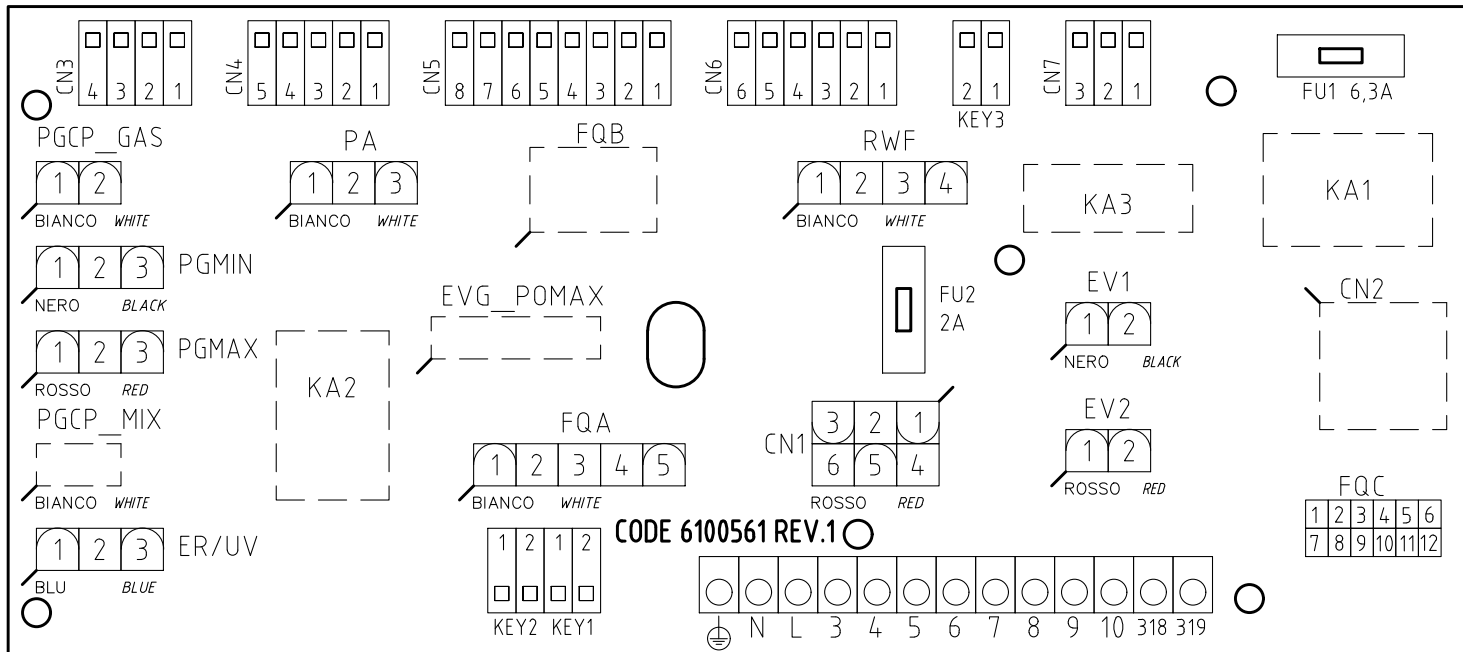 CN3 4 3 2 1
CN4 5 4 3 2 1
CN5 8 7 6 5 4 3 2 1
CN6 6 5 4 3 2 1
2 1
KEY3
CN7 3 2 1
FU1 6,3A
PGCP_GAS
1 2
BIANCO WHITE
PA
1 2 3
BIANCO WHITE
FQB
RWF
1 2 3 4
BIANCO WHITE
KA3
KA1
1 2 3 PGMIN
NERO BLACK
EVG_POMAX
FU2
2A
EV1
1 2
NERO BLACK
CN2
1 2 3 PGMAX
ROSSO RED
KA2
PGCP_MIX
BIANCO WHITE
FQA
1 2 3 4 5
BIANCO WHITE
CN1
3 2 1
6 5 4
ROSSO RED
EV2
1 2
ROSSO RED
FQC
1 2 3 4 5 6
7 8 9 10 11 12
1 2 3 ER/UV
BLU BLUE
CODE 6100561 REV.1
1 2 1 2
KEY2 KEY1
N L 3 4 5 6 7 8 9 10 318 319